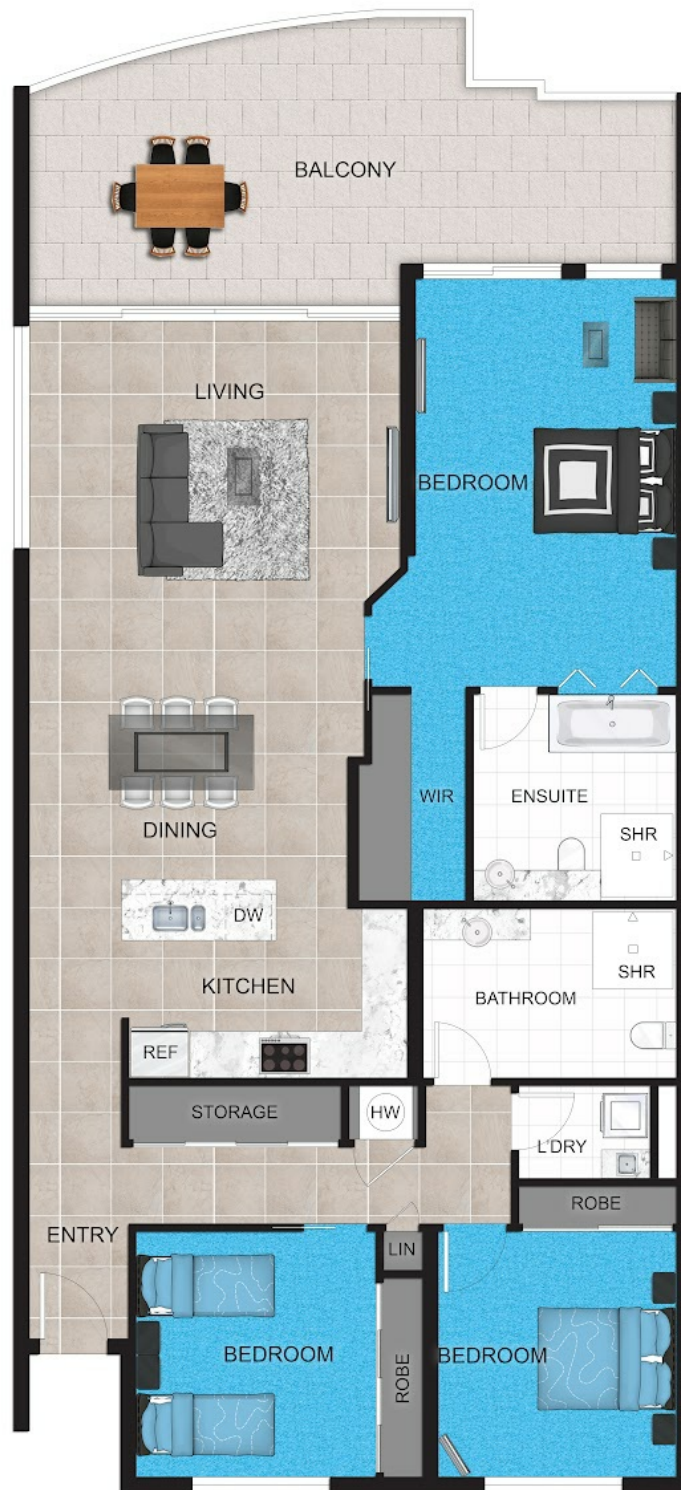 BALCONY
LIVING
BEDROOM
WIR
ENSUITE
SHR
DINING
DW
KITCHEN
SHR
BATHROOM
REF
STORAGE
HW
L'DRY
ROBE
ENTRY
LIN
BEDROOM
BEDROOM
ROBE